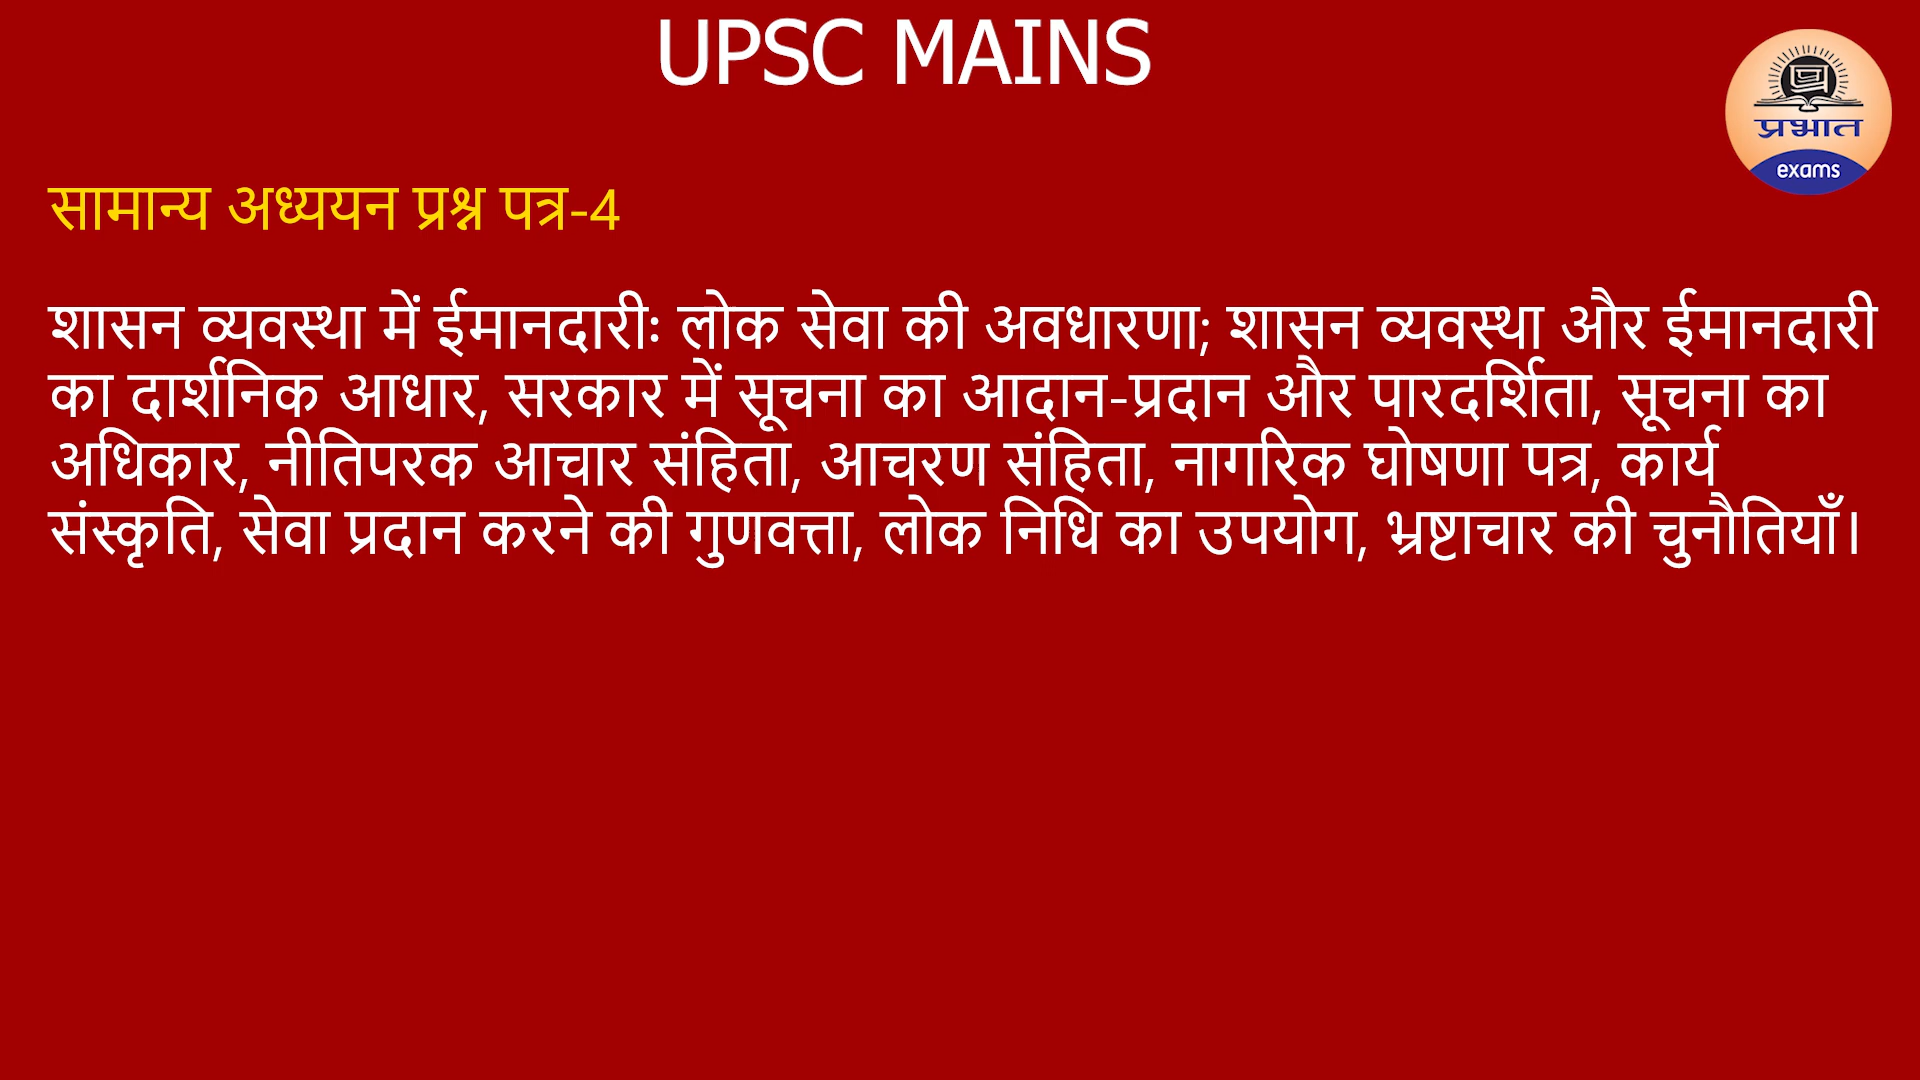 UPSC MAINS
प्रभात
exams
सामान्य अध्ययन प्रश्न पत्र-4
शासन व्यवस्था में ईमानदारीः लोक सेवा की अवधारणा; शासन व्यवस्था और ईमानदारी
का दार्शनिक आधार, सरकार में सूचना का आदान-प्रदान और पारदर्शिता, सूचना का
अधिकार, नीतिपरक आचार संहिता, आचरण संहिता, नागरिक घोषणा पत्र, कार्य
संस्कृति, सेवा प्रदान करने की गुणवत्ता, लोक निधि का उपयोग, भ्रष्टाचार की चुनौतियाँ।